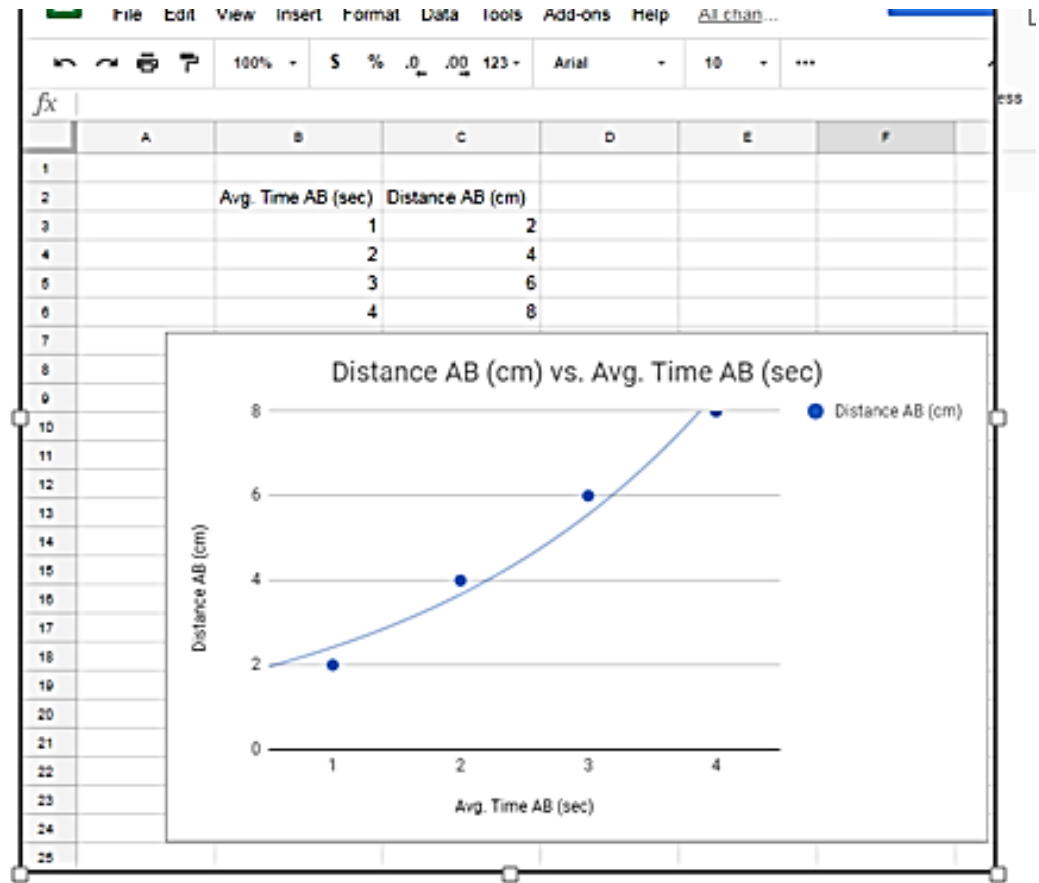 File Edit View Insert Format Data Tools Add-ons Help All chan...
100% $ % .0 .00 123 Arial 10 ...
ess
fx
A B C D E F
1
2 Avg. Time AB (sec) Distance AB (cm)
3 1 2
4 2 4
5 3 6
6 4 8
7
8
9
10
11
12
13
14
15
16
17
18
19
20
21
22
23
24
25
Distance AB (cm) vs. Avg. Time AB (sec)
Distance AB (cm)
8
6
4
2
0
Distance AB (cm)
1 2 3 4
Avg. Time AB (sec)